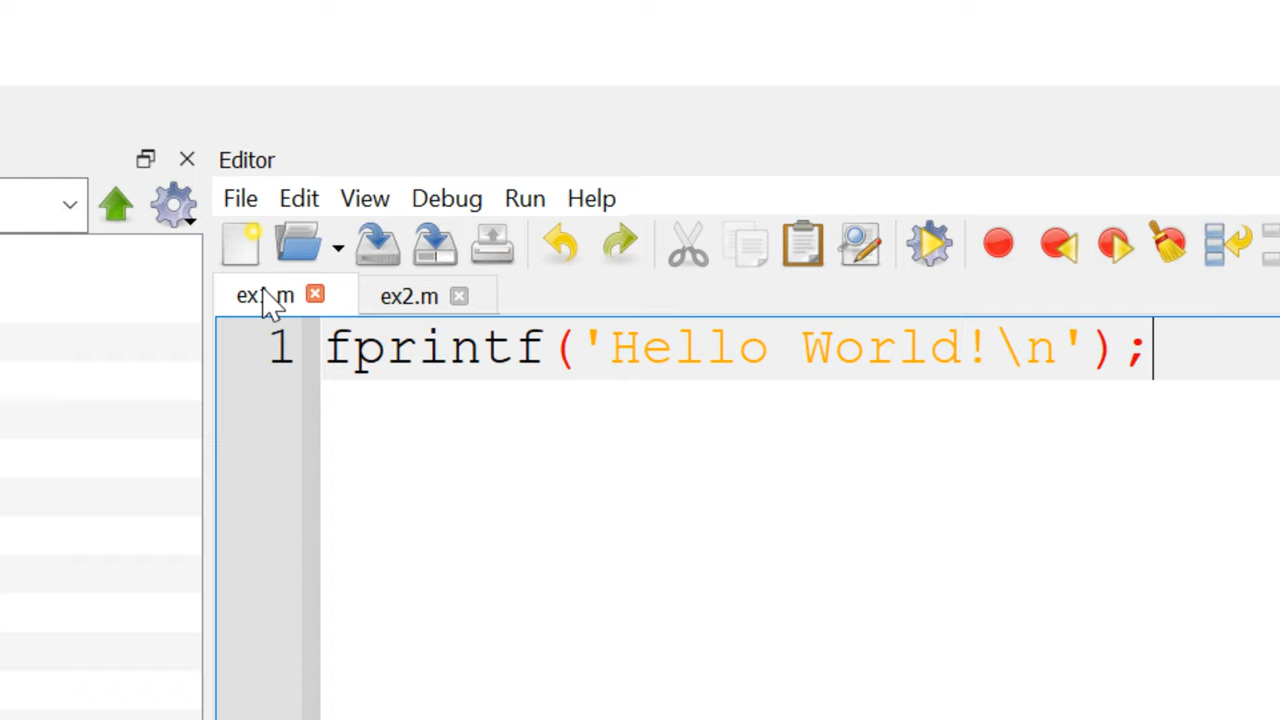 Editor
File Edit View Debug Run Help
ex2.m
1 fprintf('Hello World!\n');